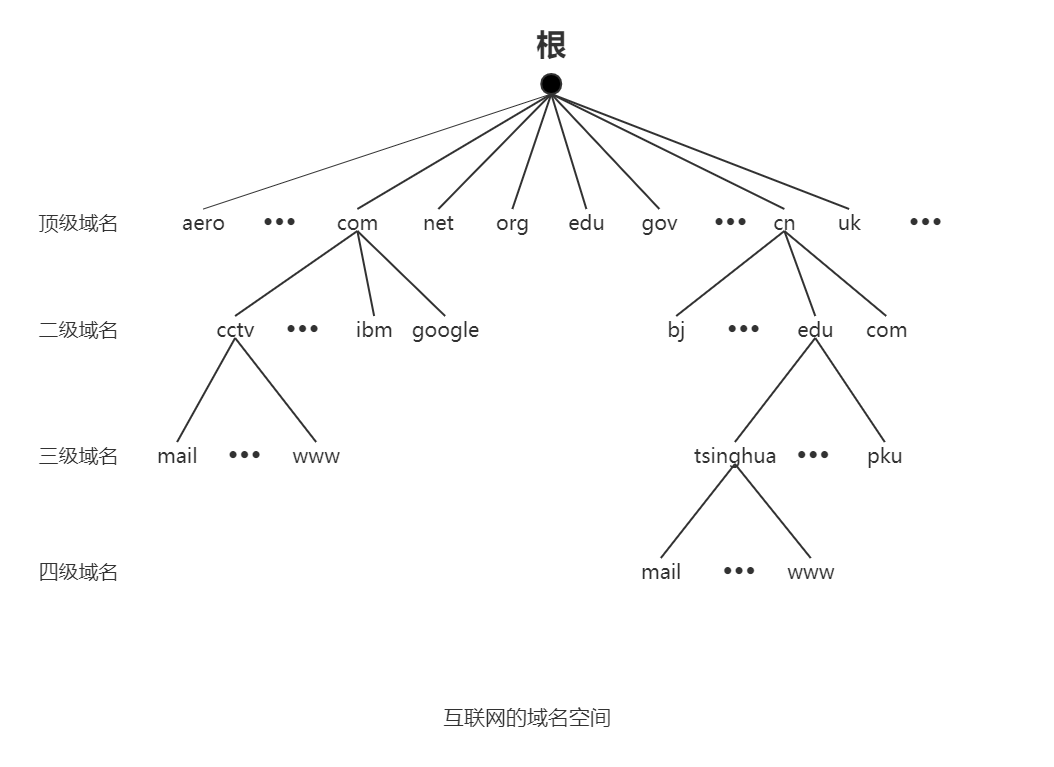 根
顶级域名 aero ••• com net org edu gov ••• cn uk •••
二级域名 cctv ••• ibm google bj ••• edu com
三级域名 mail ••• www tsinghua ••• pku
四级域名 mail ••• www
互联网的域名空间